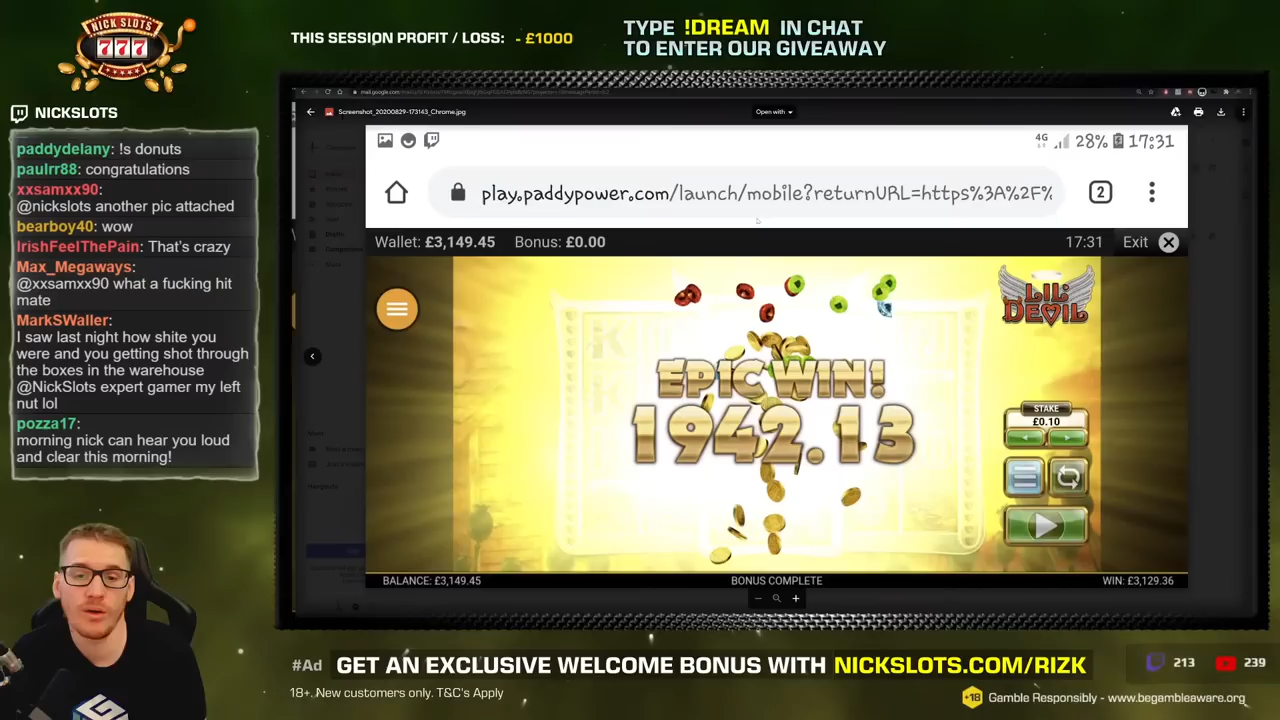 NICK SLOTS
777
THIS SESSION PROFIT / LOSS: - £1000
TYPE !DREAM IN CHAT
TO ENTER OUR GIVEAWAY
NICKSLOTS
paddydelany: !s donuts
paulrr88: congratulations
xxsamxx90:
@nickslots another pic attached
bearboy40: wow
IrishFeelThePain: That's crazy
Max_Megaways:
@xxsamxx90 what a fucking hit
mate
MarkSWaller:
I saw last night how shite you
were and you getting shot through
the boxes in the warehouse
@NickSlots expert gamer my left
nut lol
pozza17:
morning nick can hear you loud
and clear this morning!
Screenshot_20200829-173143_Chrome.jpg
Open with
4G 28% 17:31
play.paddypower.com/launch/mobile?returnURL=https%3A%2F%
2
Wallet: £3,149.45 Bonus: £0.00
17:31 Exit
LIL' DEVIL
EPIC WIN!
1942.13
STAKE
£0.10
BALANCE: £3,149.45
BONUS COMPLETE
WIN: £3,129.36
#Ad GET AN EXCLUSIVE WELCOME BONUS WITH NICKSLOTS.COM/RIZK
213
239
18+. New customers only. T&C's Apply
+18 Gamble Responsibly - www.begambleaware.org